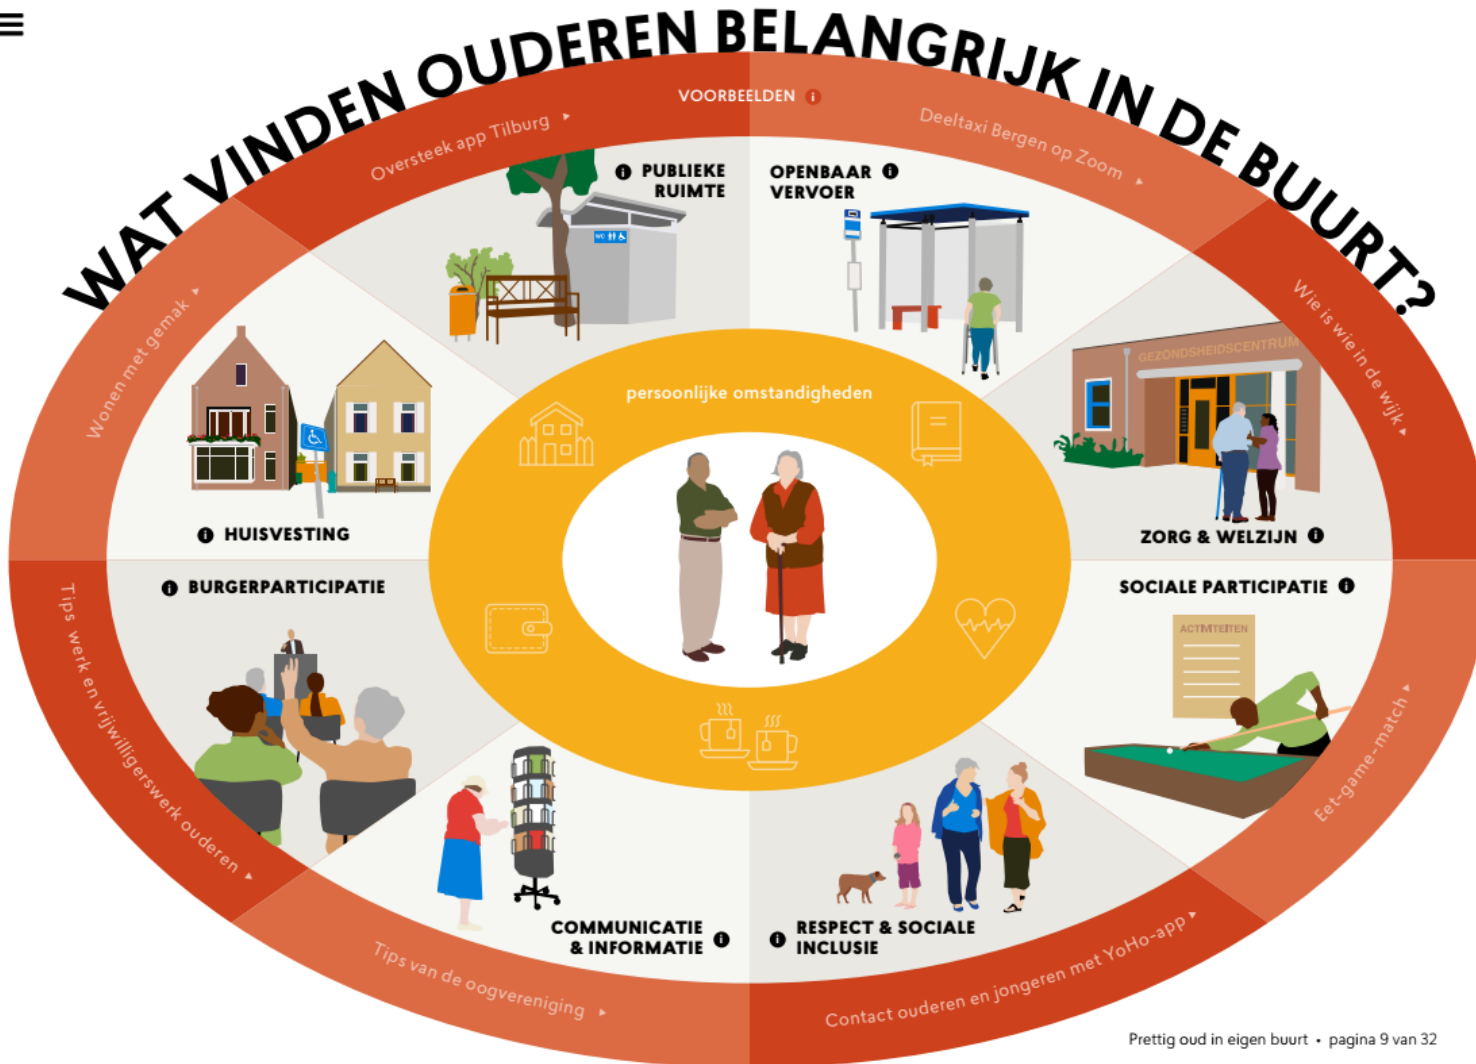 WAT VINDEN OUDEREN BELANGRIJK IN DE BUURT?
VOORBEELDEN i
Oversteek app Tilburg
Deeltaxi Bergen op Zoom
Wonen met gemak
Wie is wie in de wijk
i PUBLIEKE
RUIMTE
OPENBAAR i
VERVOER
WC
GEZONDSHEIDSCENTRUM
persoonlijke omstandigheden
i HUISVESTING
ZORG & WELZIJN i
i BURGERPARTICIPATIE
SOCIALE PARTICIPATIE i
ACTIVITEITEN
Tips werk en vrijwilligerswerk ouderen
Eet-game-match
COMMUNICATIE
& INFORMATIE i
i RESPECT & SOCIALE
INCLUSIE
Tips van de oogvereniging
Contact ouderen en jongeren met YoHo-app
Prettig oud in eigen buurt • pagina 9 van 32